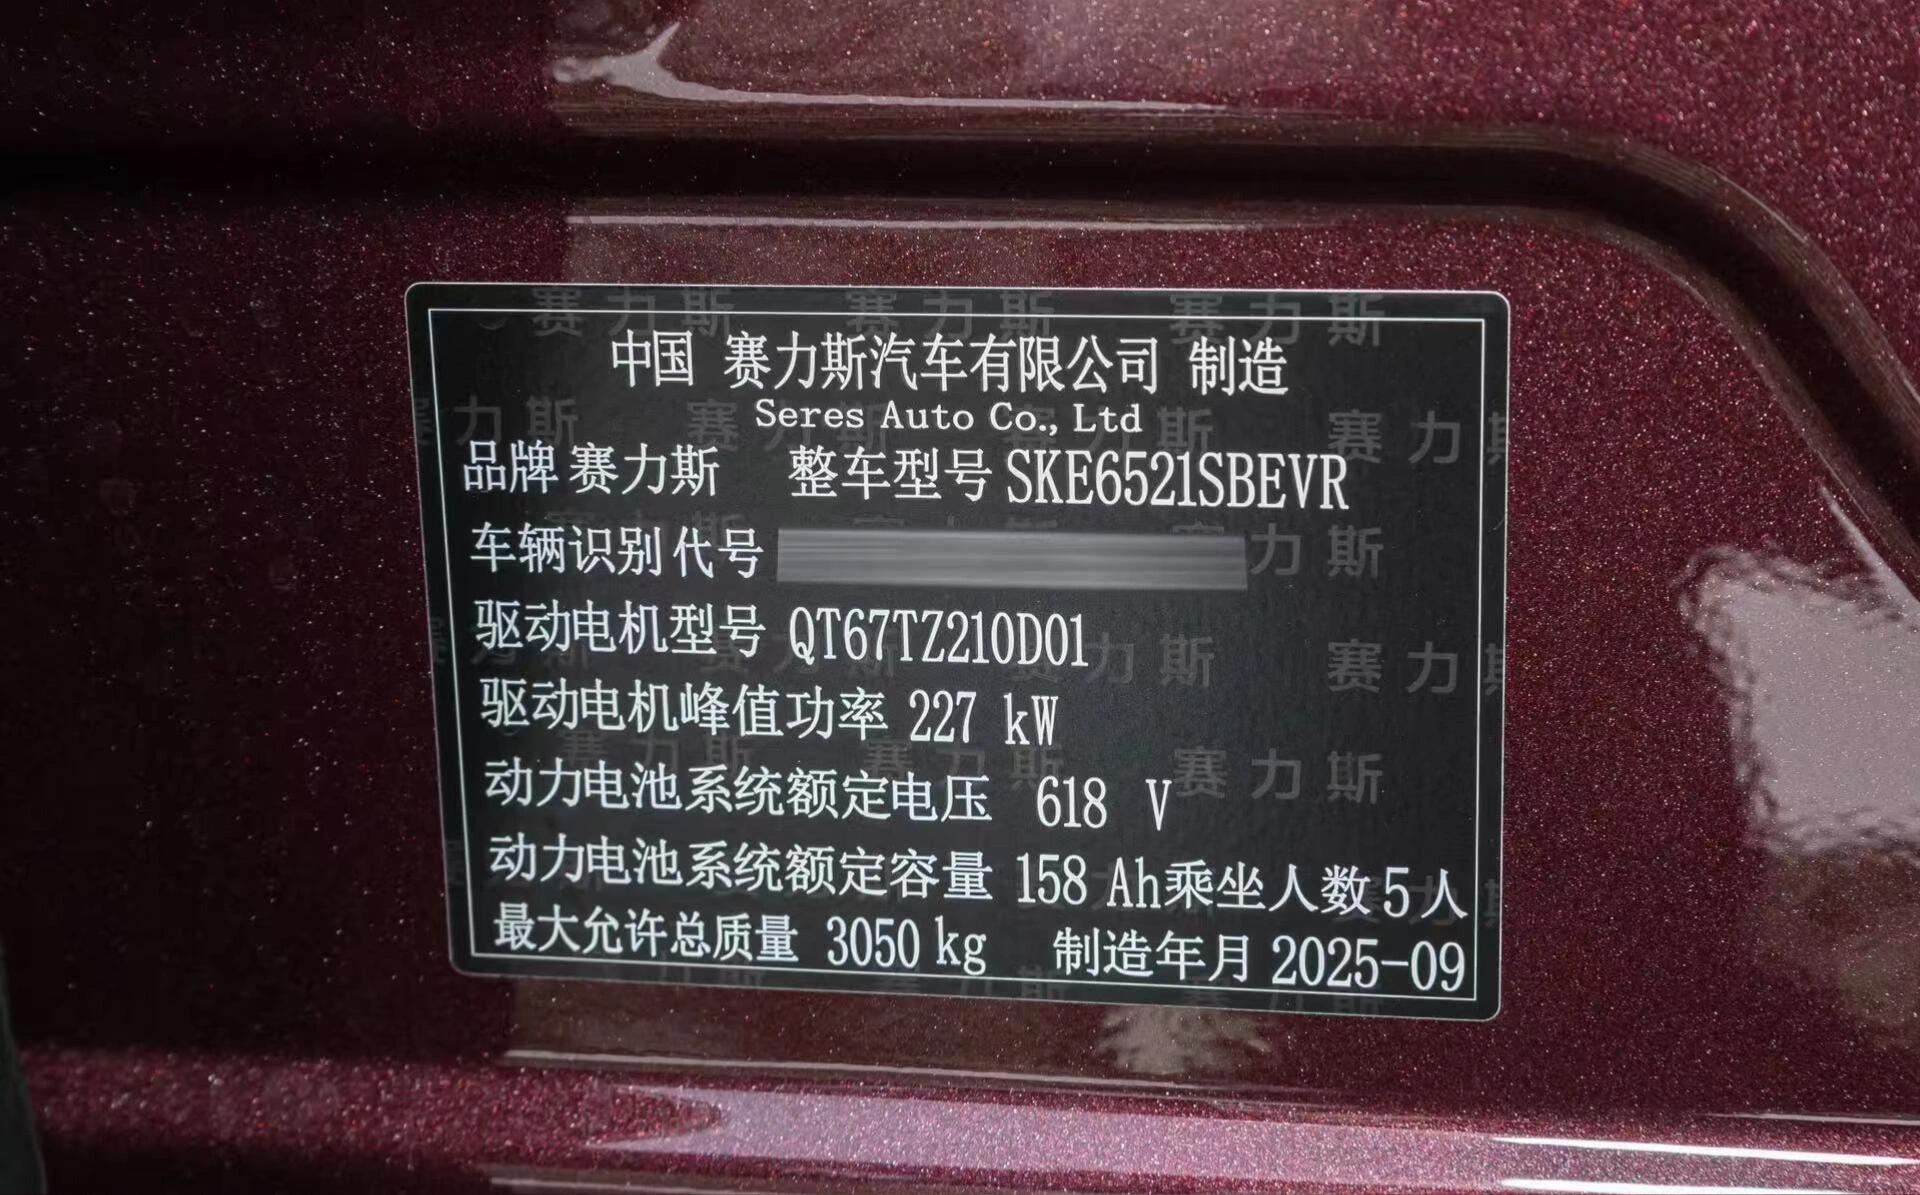 中国 赛力斯汽车有限公司 制造
Seres Auto Co., Ltd
品牌 赛力斯 整车型号 SKE6521SBEVR
车辆识别代号
驱动电机型号 QT67TZ210D01
驱动电机峰值功率 227 kW
动力电池系统额定电压 618 V
动力电池系统额定容量 158 Ah乘坐人数 5人
最大允许总质量 3050 kg 制造年月 2025-09